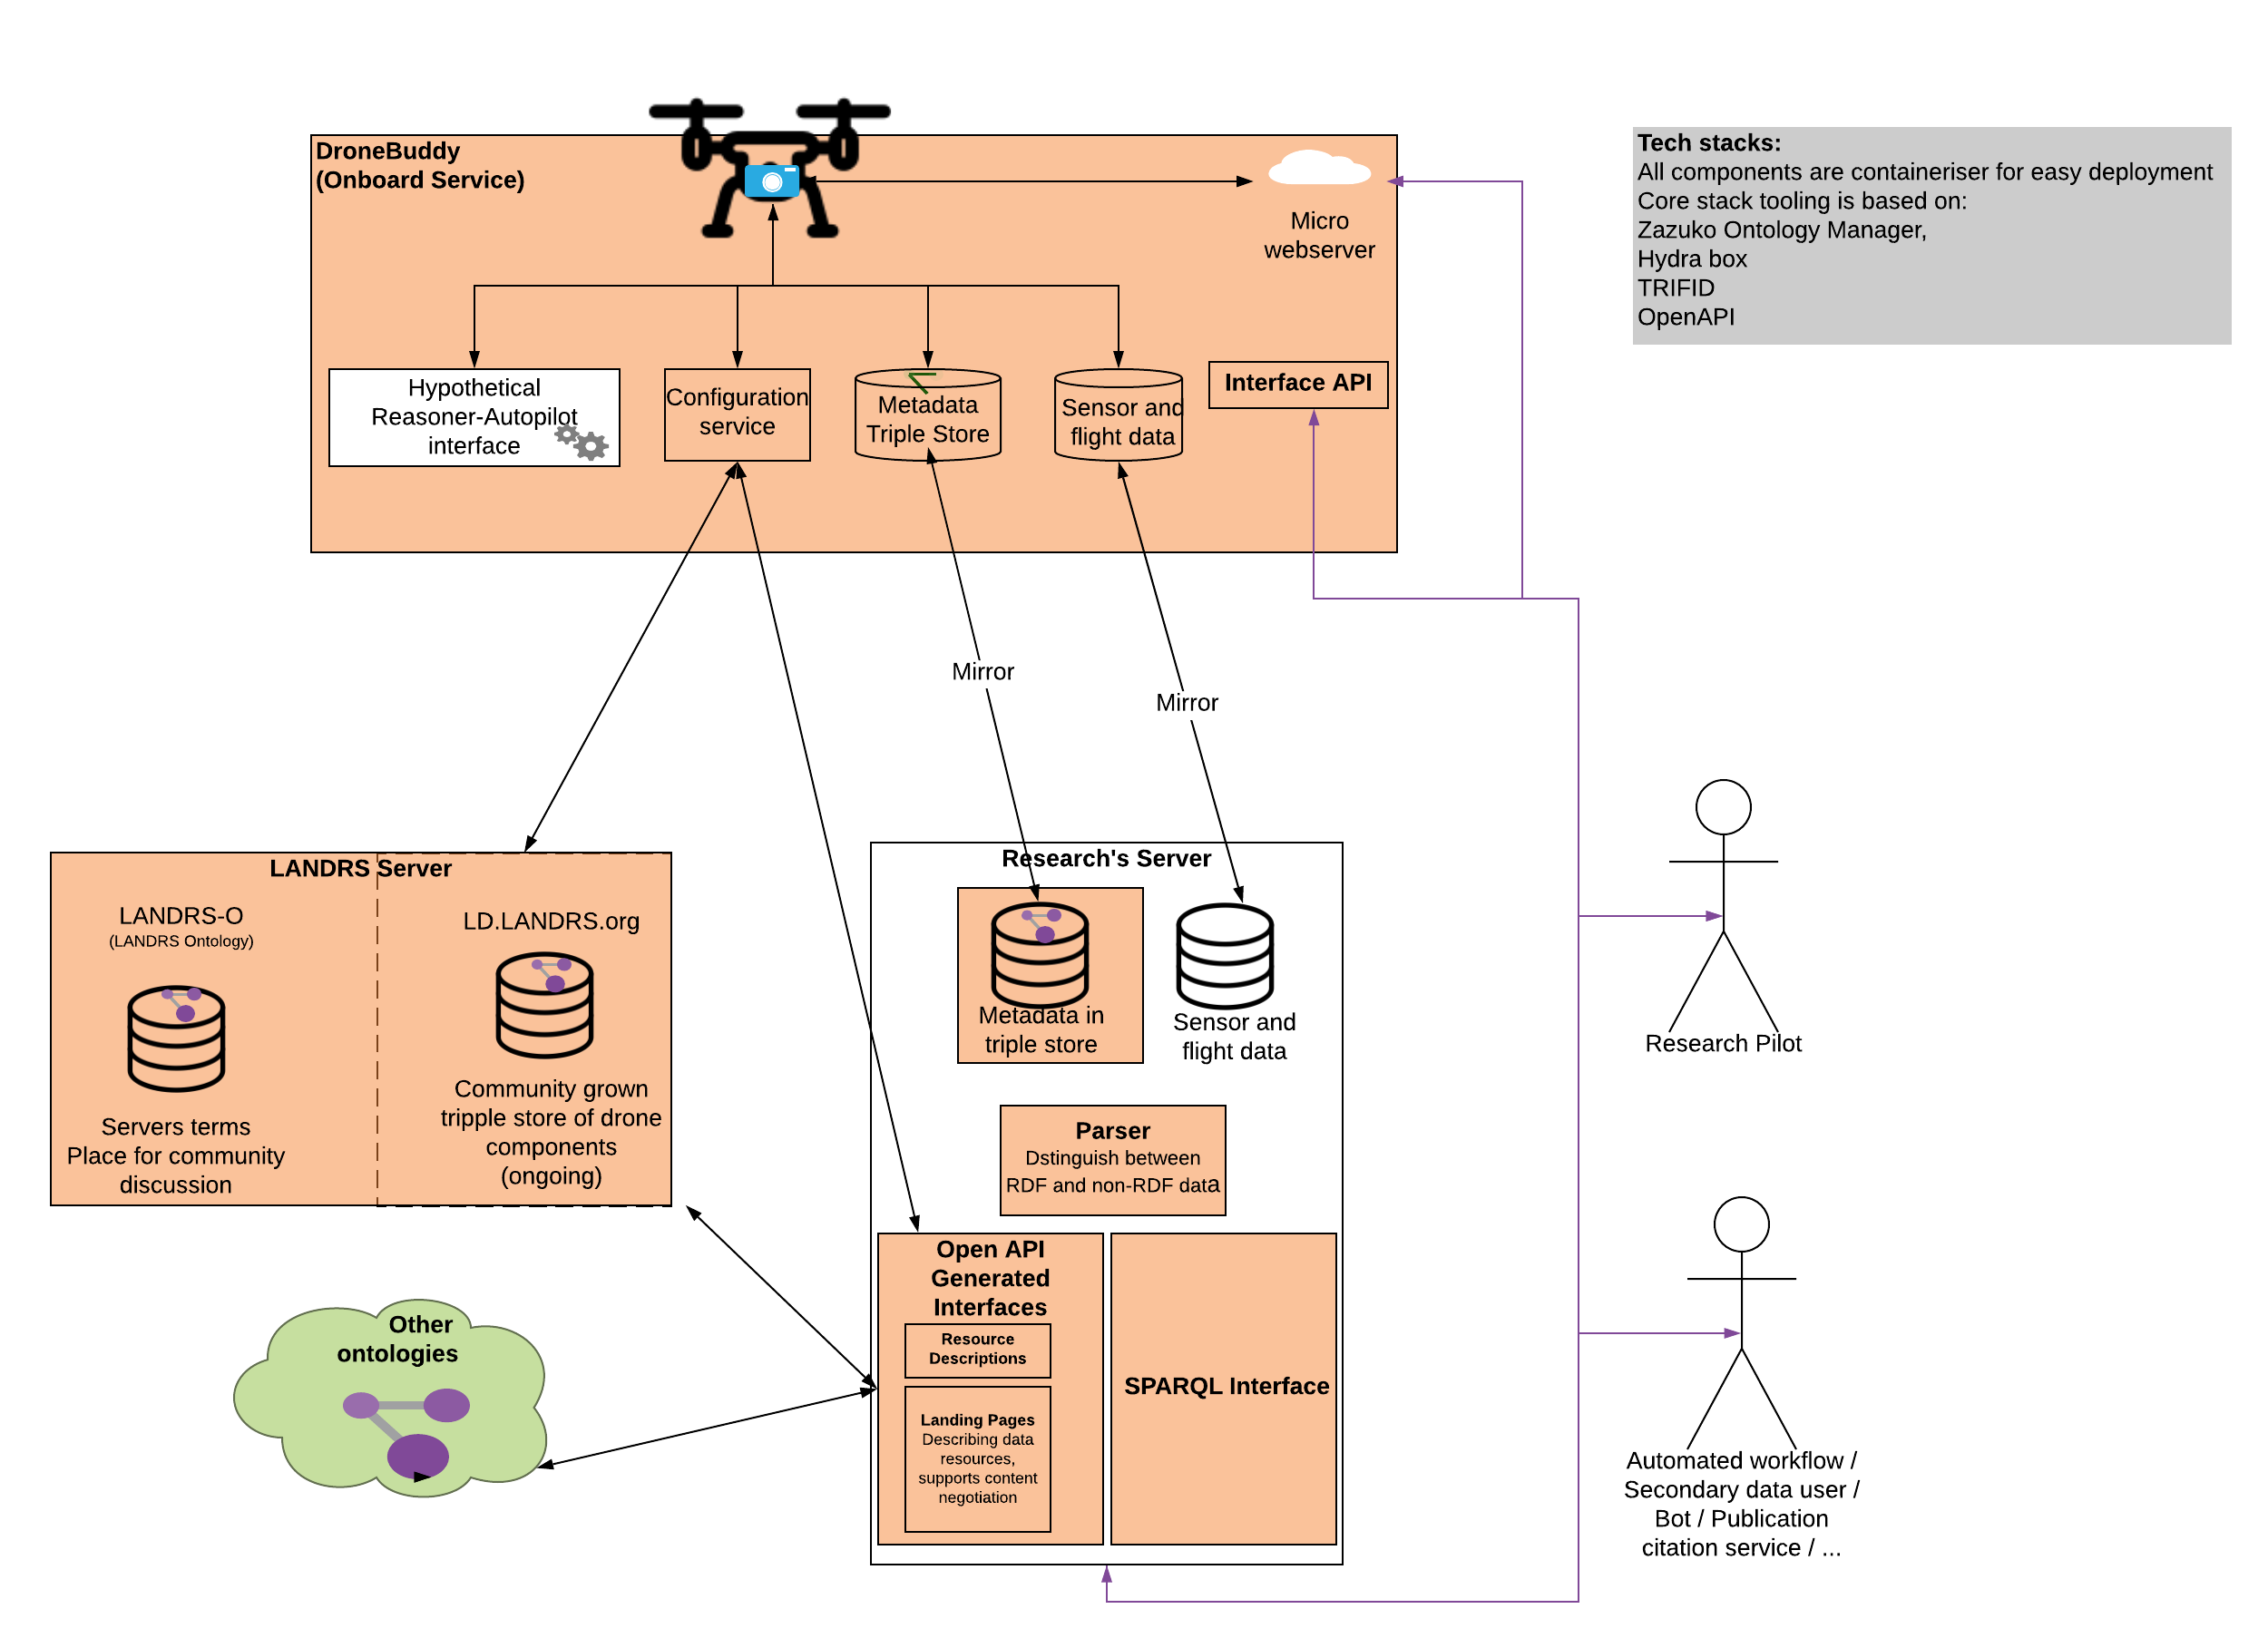 DroneBuddy
(Onboard Service)
Micro
webserver
Tech stacks:
All components are containeriser for easy deployment
Core stack tooling is based on:
Zazuko Ontology Manager,
Hydra box
TRIFID
OpenAPI
Hypothetical
Reasoner-Autopilot
interface
Configuration
service
Metadata
Triple Store
Sensor and
flight data
Interface API
Mirror
Mirror
LANDRS Server
LANDRS-O
(LANDRS Ontology)
Servers terms
Place for community
discussion
LD.LANDRS.org
Community grown
tripple store of drone
components
(ongoing)
Research's Server
Metadata in
triple store
Sensor and
flight data
Parser
Dstinguish between
RDF and non-RDF data
Open API
Generated
Interfaces
Resource
Descriptions
Landing Pages
Describing data
resources,
supports content
negotiation
SPARQL Interface
Other
ontologies
Research Pilot
Automated workflow /
Secondary data user /
Bot / Publication
citation service / ...